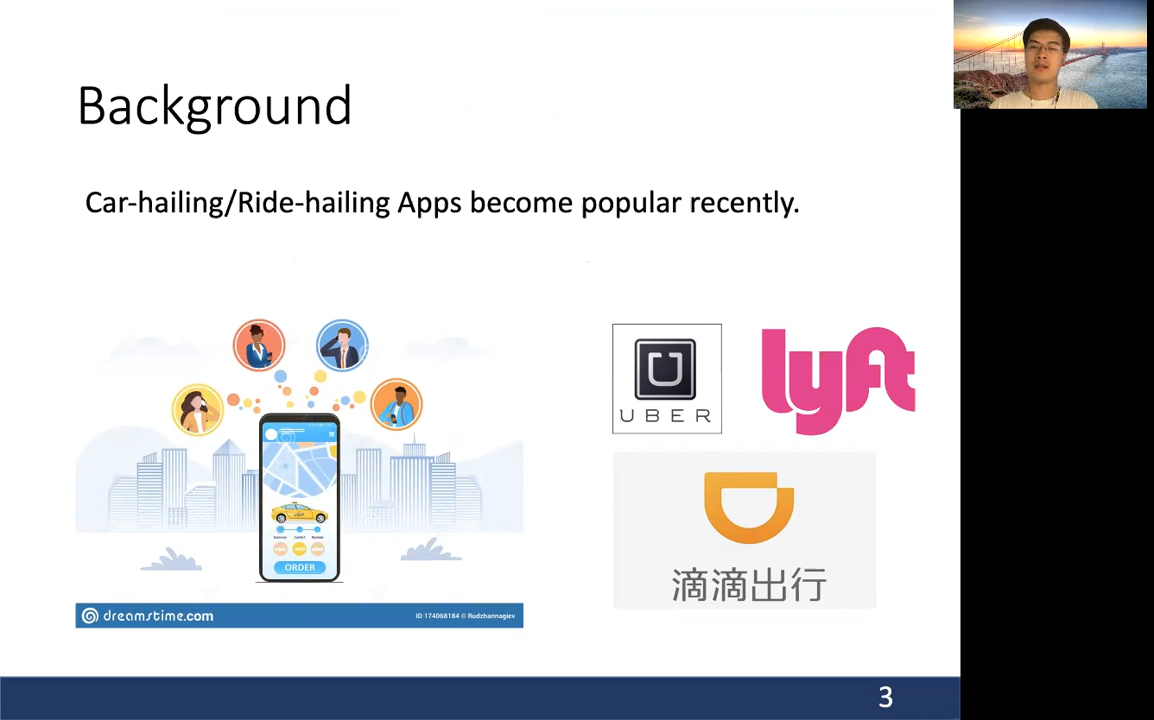 Background
Car-hailing/Ride-hailing Apps become popular recently.
UBER
lyft
滴滴出行
ORDER
dreamstime.com
ID 174068184 © Rudzhannagiev
3